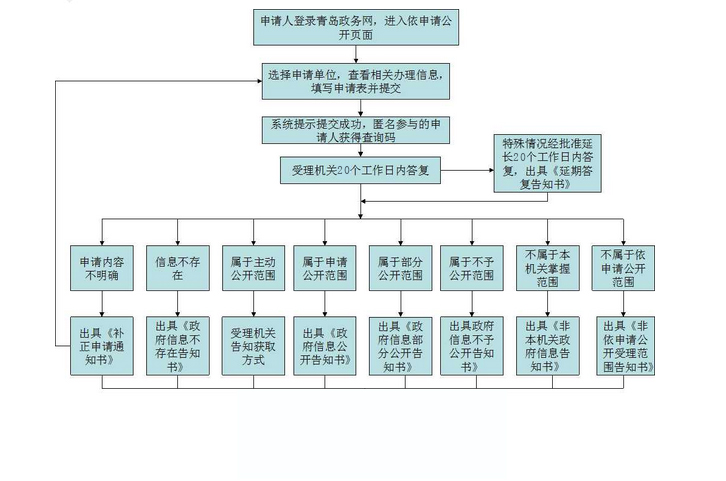 申请人登录青岛政务网，进入依申请公
开页面
选择申请单位，查看相关办理信息，
填写申请表并提交
系统提示提交成功，匿名参与的申
请人获得查询码
特殊情况经批准延
长20个工作日内答
复，出具《延期答
复告知书》
受理机关20个工作日内答复
申请内容
不明确
信息不存
在
属于主动
公开范围
属于申请
公开范围
属于部分
公开范围
属于不予
公开范围
不属于本
机关掌握
范围
不属于依
申请公开
范围
出具《补
正申请通
知书》
出具《政
府信息不
存在告知
书》
受理机关
告知获取
方式
出具《政
府信息公
开告知书》
出具《政
府信息部
分公开告
知书》
出具政府
信息不予
公开告知
书》
出具《非
本机关政
府信息告
知书》
出具《非
依申请公
开受理范
围告知书》